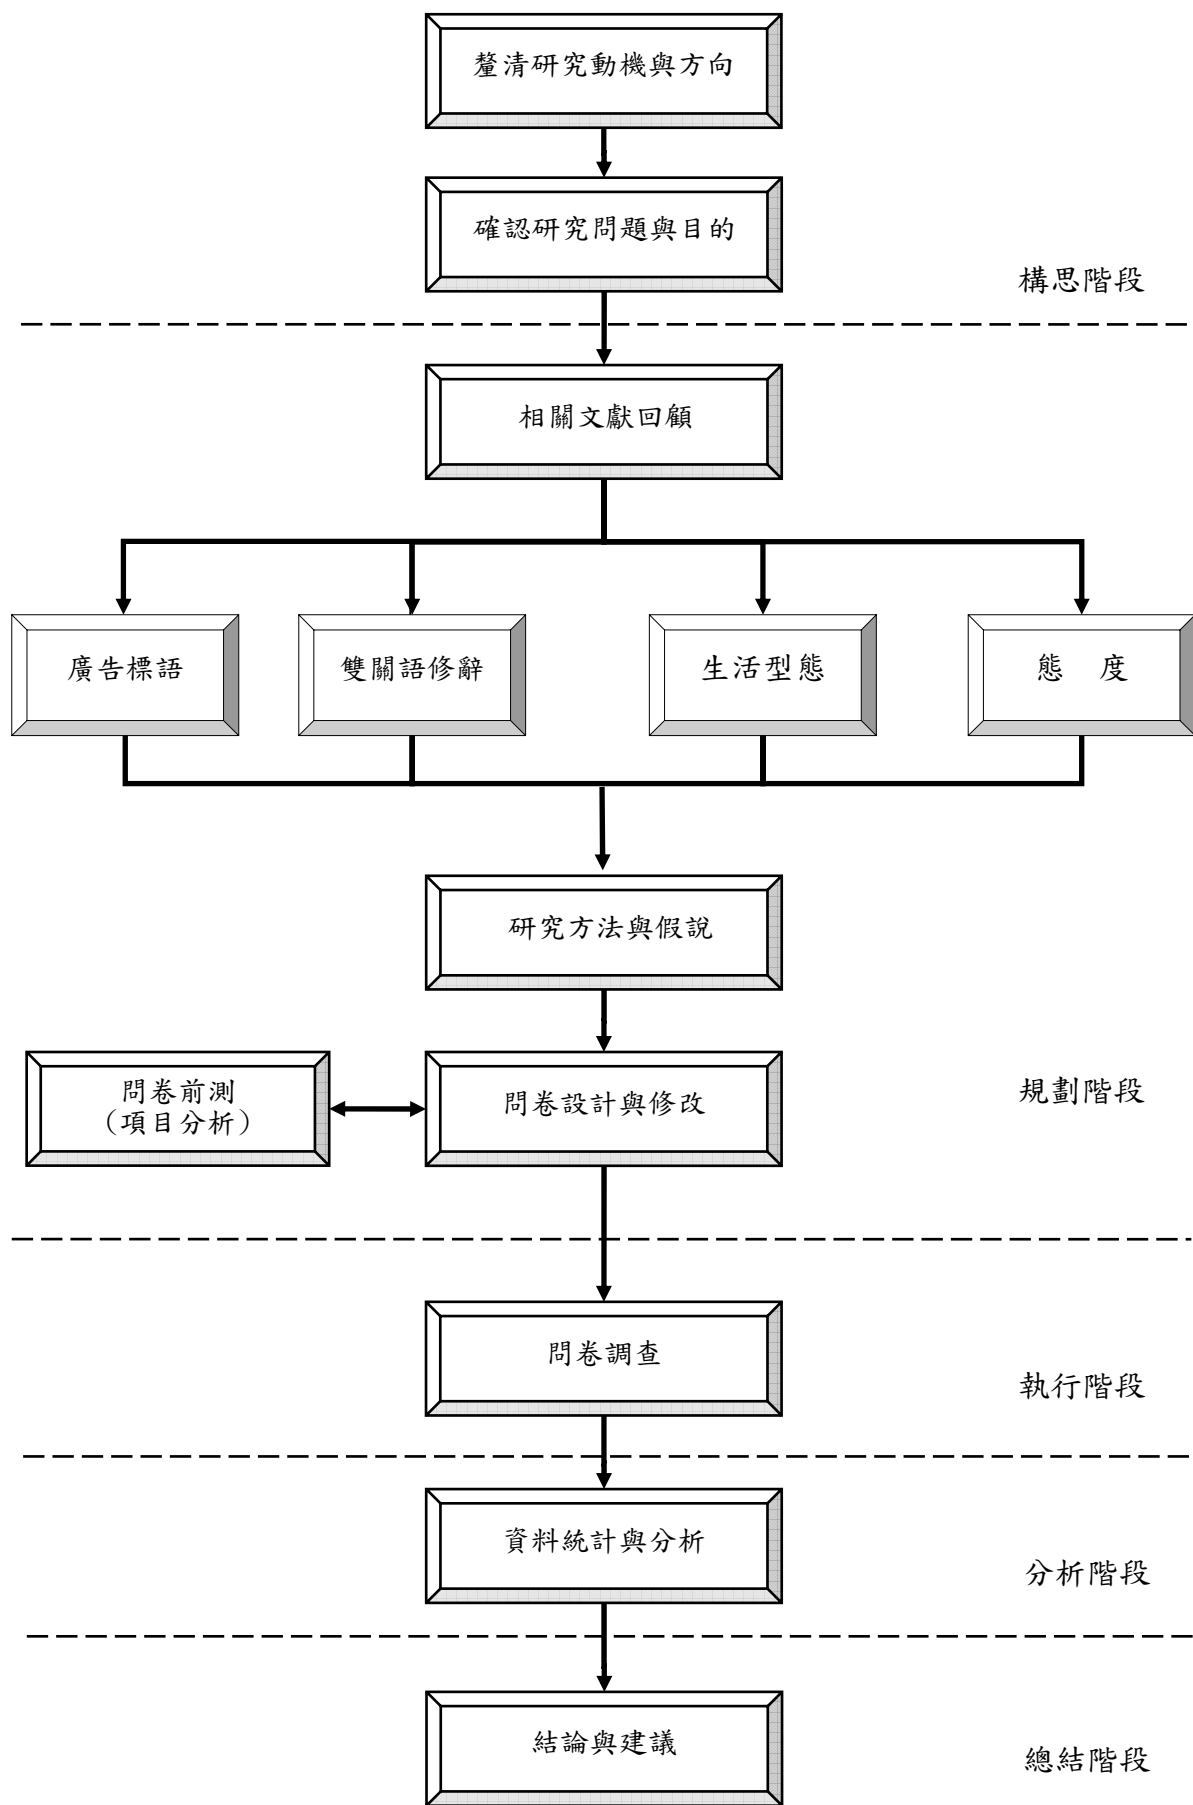 釐清研究動機與方向
確認研究問題與目的
構思階段
相關文獻回顧
廣告標語
雙關語修辭
生活型態
態　度
研究方法與假說
問卷前測
（項目分析）
問卷設計與修改
規劃階段
問卷調查
執行階段
資料統計與分析
分析階段
結論與建議
總結階段